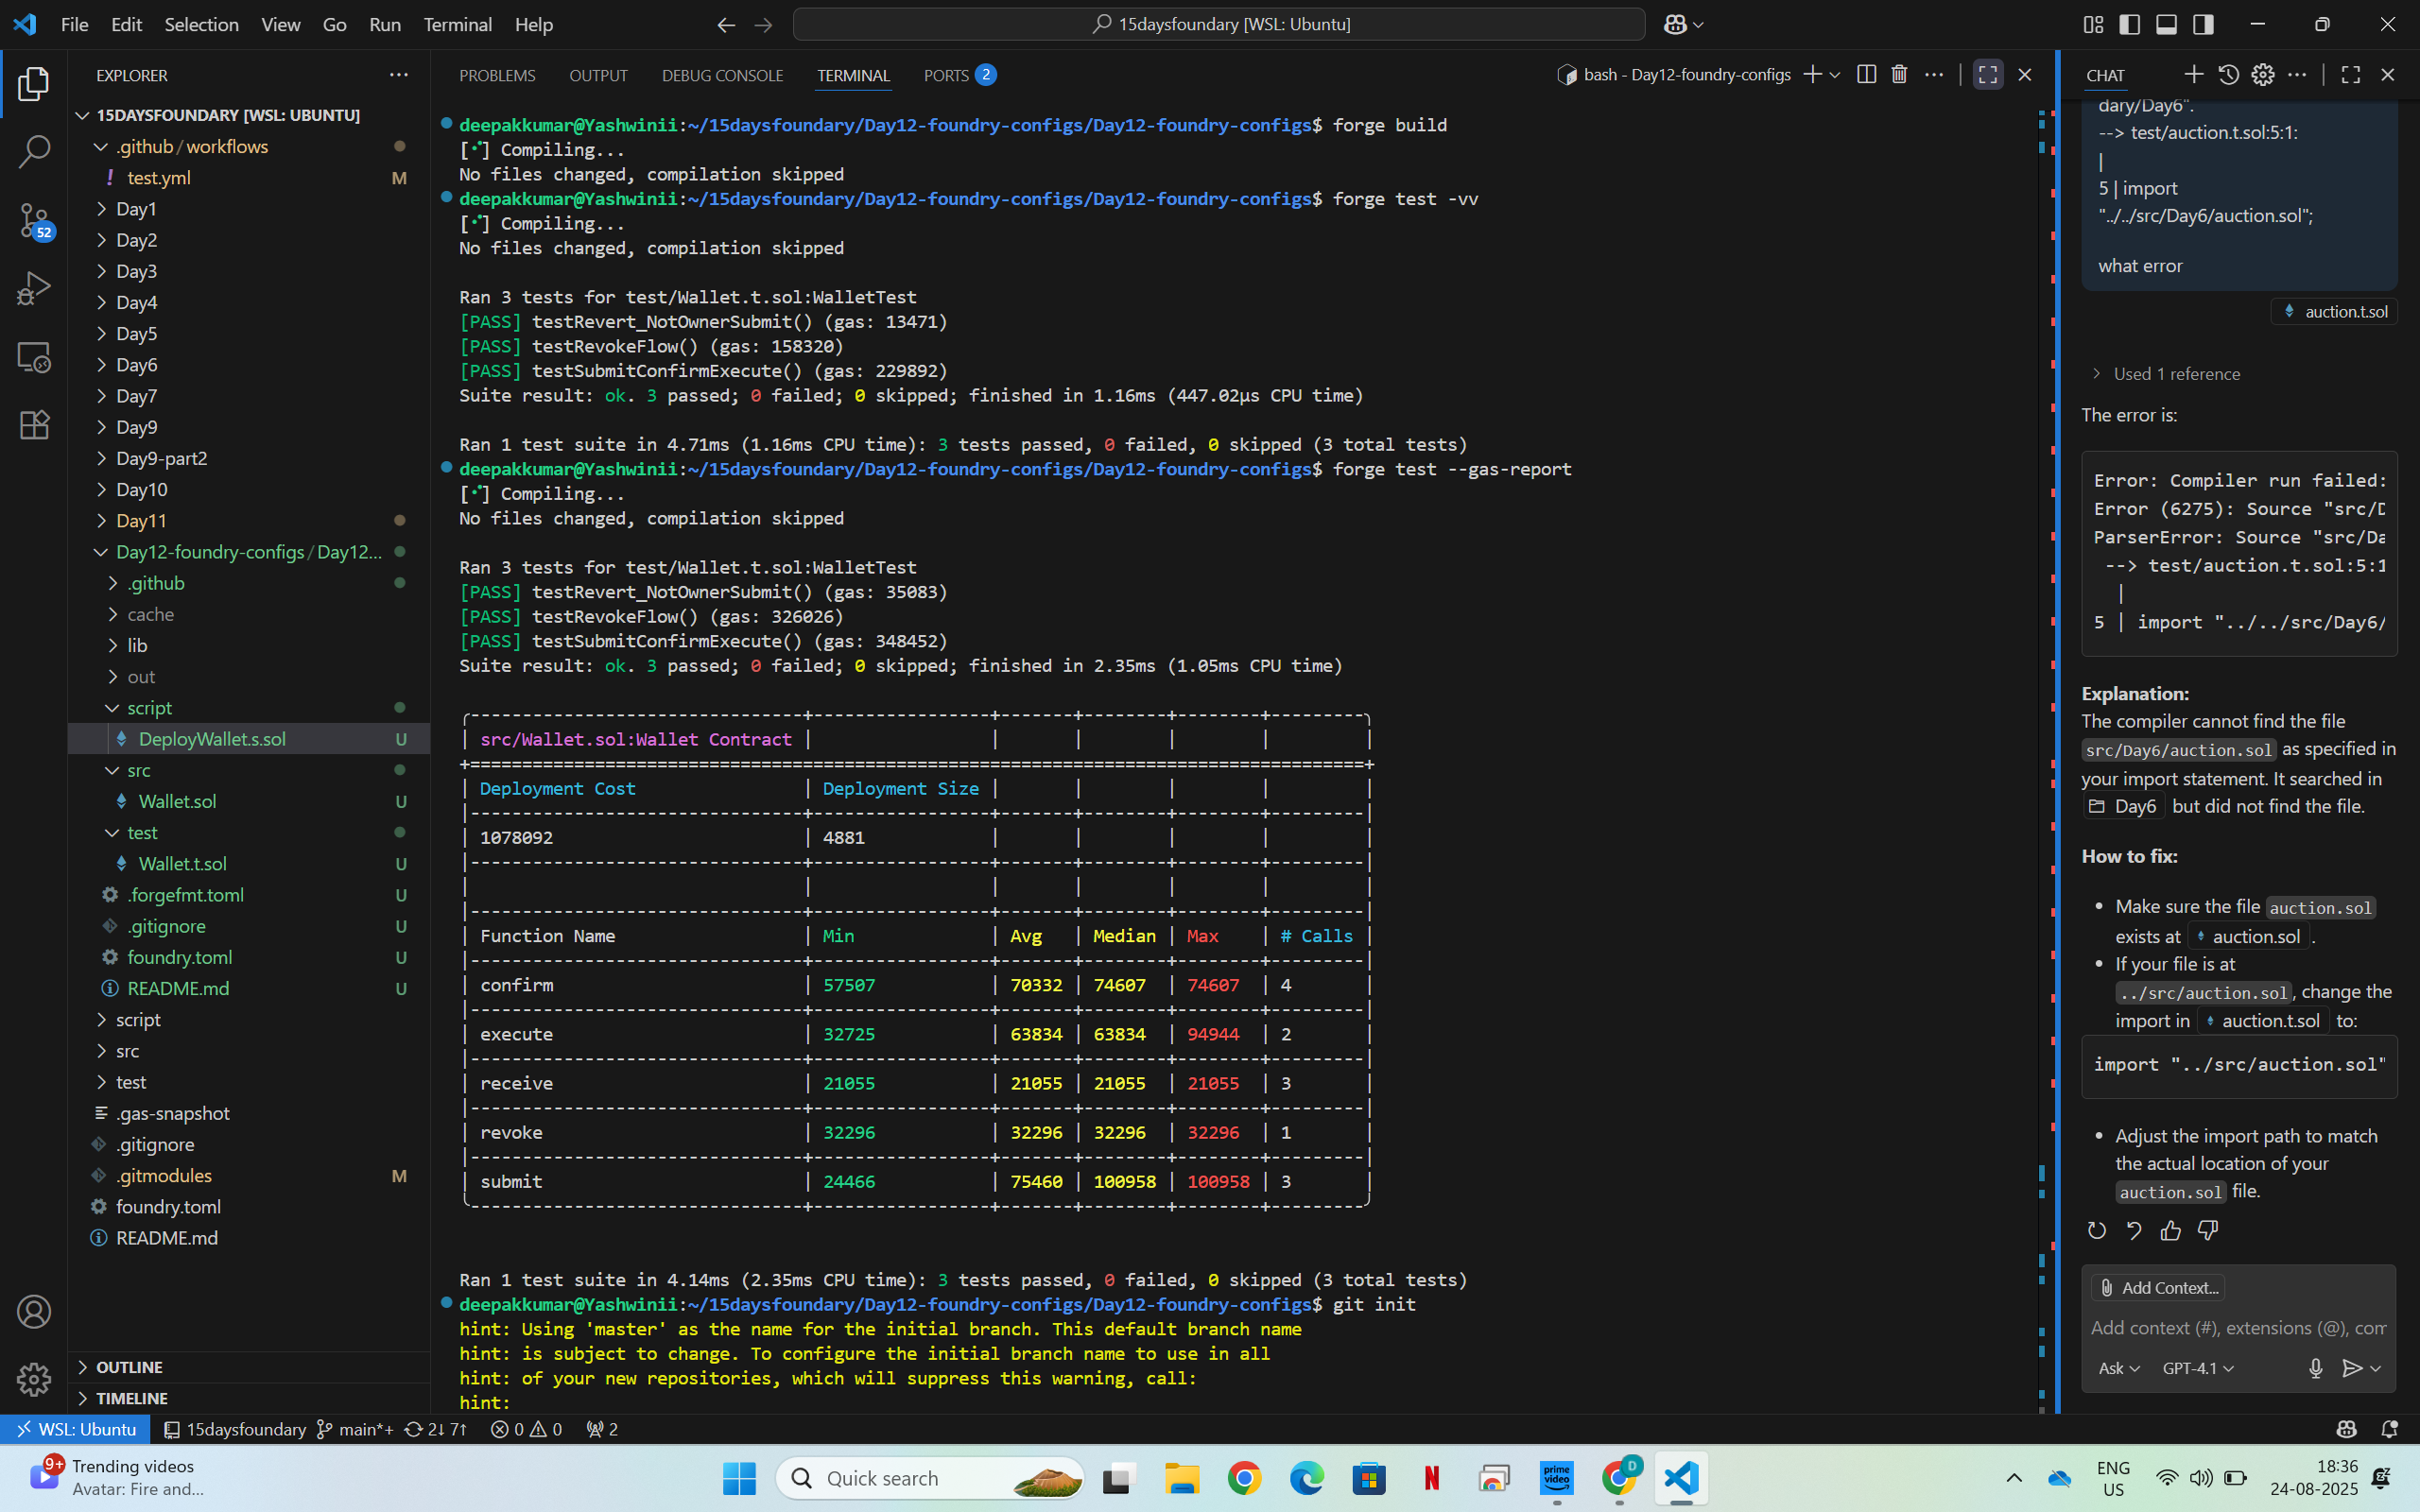 File Edit Selection View Go Run Terminal Help
15daysfoundary [WSL: Ubuntu]
EXPLORER
15DAYSFOUNDARY [WSL: UBUNTU]
.github / workflows
! test.yml M
Day1
Day2
Day3
Day4
Day5
Day6
Day7
Day9
Day9-part2
Day10
Day11
Day12-foundry-configs / Day12...
.github
cache
lib
out
script
DeployWallet.s.sol U
src
Wallet.sol U
test
Wallet.t.sol U
.forgefmt.toml U
.gitignore U
foundry.toml U
README.md U
script
src
test
.gas-snapshot
.gitignore
.gitmodules M
foundry.toml
README.md
OUTLINE
TIMELINE
52
PROBLEMS OUTPUT DEBUG CONSOLE TERMINAL PORTS 2
bash - Day12-foundry-configs
deepakkumar@Yashwinii:~/15daysfoundary/Day12-foundry-configs/Day12-foundry-configs$ forge build
[⠊] Compiling...
No files changed, compilation skipped
deepakkumar@Yashwinii:~/15daysfoundary/Day12-foundry-configs/Day12-foundry-configs$ forge test -vv
[⠊] Compiling...
No files changed, compilation skipped
Ran 3 tests for test/Wallet.t.sol:WalletTest
[PASS] testRevert_NotOwnerSubmit() (gas: 13471)
[PASS] testRevokeFlow() (gas: 158320)
[PASS] testSubmitConfirmExecute() (gas: 229892)
Suite result: ok. 3 passed; 0 failed; 0 skipped; finished in 1.16ms (447.02µs CPU time)
Ran 1 test suite in 4.71ms (1.16ms CPU time): 3 tests passed, 0 failed, 0 skipped (3 total tests)
deepakkumar@Yashwinii:~/15daysfoundary/Day12-foundry-configs/Day12-foundry-configs$ forge test --gas-report
[⠊] Compiling...
No files changed, compilation skipped
Ran 3 tests for test/Wallet.t.sol:WalletTest
[PASS] testRevert_NotOwnerSubmit() (gas: 35083)
[PASS] testRevokeFlow() (gas: 326026)
[PASS] testSubmitConfirmExecute() (gas: 348452)
Suite result: ok. 3 passed; 0 failed; 0 skipped; finished in 2.35ms (1.05ms CPU time)
| src/Wallet.sol:Wallet Contract | | | | | |
| Deployment Cost | Deployment Size | | | | |
| 1078092 | 4881 | | | | |
| Function Name | Min | Avg | Median | Max | # Calls |
| confirm | 57507 | 70332 | 74607 | 74607 | 4 |
| execute | 32725 | 63834 | 63834 | 94944 | 2 |
| receive | 21055 | 21055 | 21055 | 21055 | 3 |
| revoke | 32296 | 32296 | 32296 | 32296 | 1 |
| submit | 24466 | 75460 | 100958 | 100958 | 3 |
Ran 1 test suite in 4.14ms (2.35ms CPU time): 3 tests passed, 0 failed, 0 skipped (3 total tests)
deepakkumar@Yashwinii:~/15daysfoundary/Day12-foundry-configs/Day12-foundry-configs$ git init
hint: Using 'master' as the name for the initial branch. This default branch name
hint: is subject to change. To configure the initial branch name to use in all
hint: of your new repositories, which will suppress this warning, call:
hint:
CHAT
dary/Day6".
--> test/auction.t.sol:5:1:
|
5 | import
"../../src/Day6/auction.sol";
what error
auction.t.sol
Used 1 reference
The error is:
Error: Compiler run failed:
Error (6275): Source "src/D
ParserError: Source "src/Da
--> test/auction.t.sol:5:1
|
5 | import "../../src/Day6/
Explanation:
The compiler cannot find the file
src/Day6/auction.sol as specified in
your import statement. It searched in
Day6 but did not find the file.
How to fix:
• Make sure the file auction.sol
exists at auction.sol .
• If your file is at
../src/auction.sol, change the
import in auction.t.sol to:
import "../src/auction.sol"
• Adjust the import path to match
the actual location of your
auction.sol file.
Add Context...
Add context (#), extensions (@), com
Ask GPT-4.1
WSL: Ubuntu 15daysfoundary main*+ 2↓ 7↑ 0 0 2
9+ Trending videos
Avatar: Fire and...
Quick search
N
prime video
D
ENG
US
18:36
24-08-2025